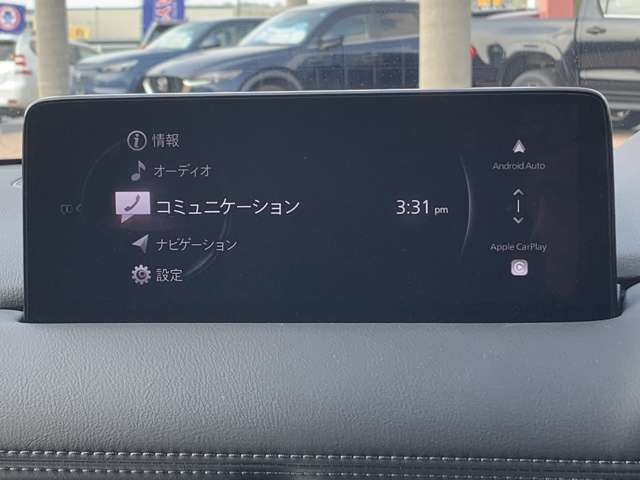 情報
オーディオ
コミュニケーション
ナビゲーション
設定
3:31 pm
Android Auto
Apple CarPlay